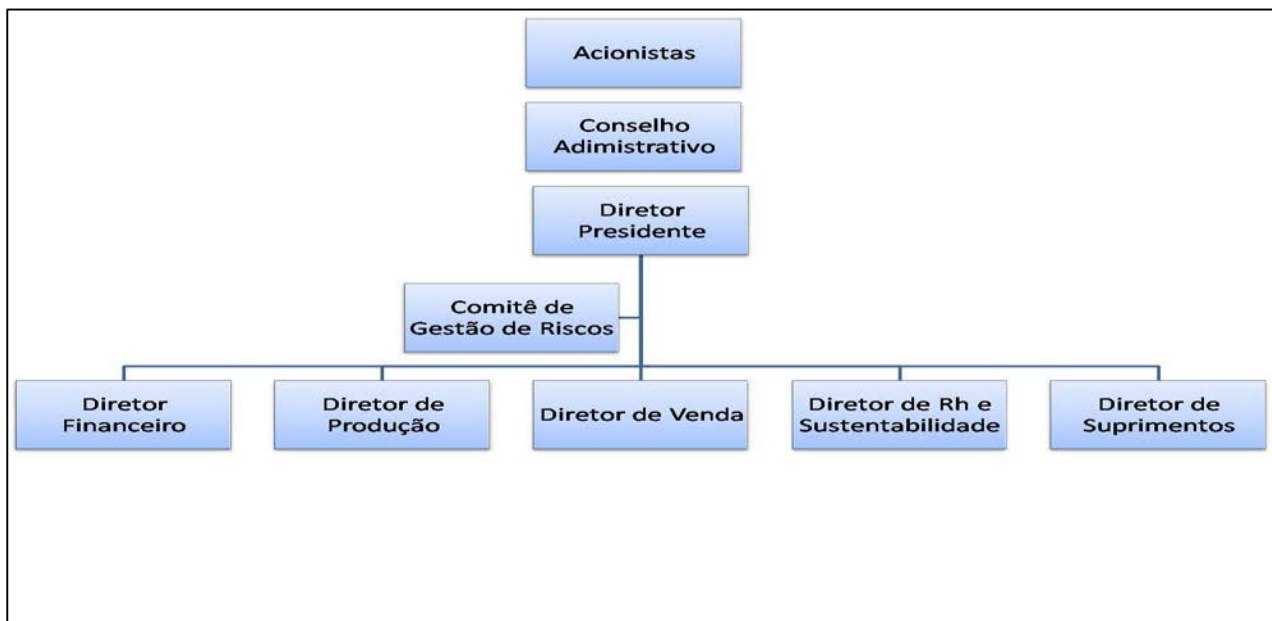 Acionistas
Conselho
Adimistrativo
Diretor
Presidente
Comitê de
Gestão de Riscos
Diretor
Financeiro
Diretor de
Produção
Diretor de Venda
Diretor de Rh e
Sustentabilidade
Diretor de
Suprimentos